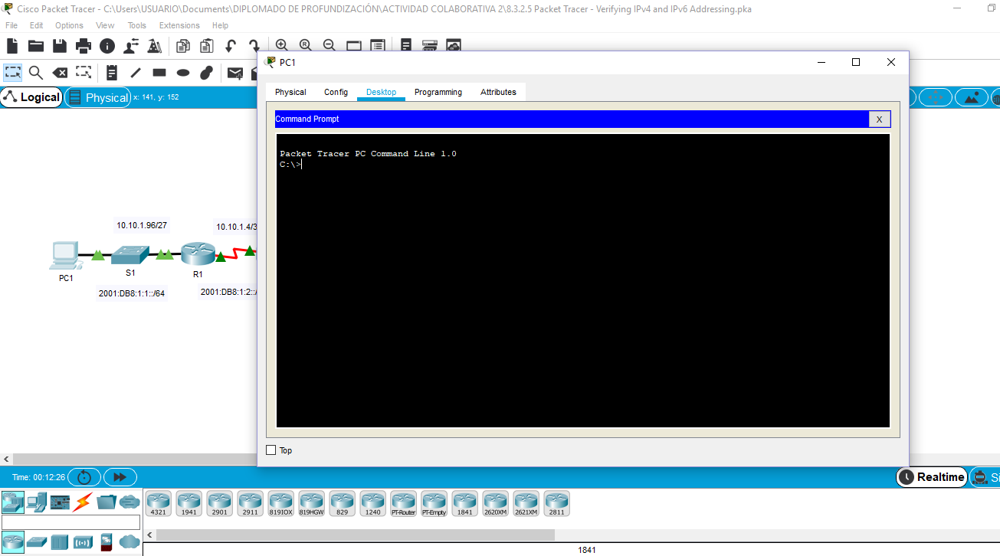 Cisco Packet Tracer - C:\Users\USUARIO\Documents\DIPLOMADO DE PROFUNDIZACIÓN\ACTIVIDAD COLABORATIVA 2\8.3.2.5 Packet Tracer - Verifying IPv4 and IPv6 Addressing.pka
File Edit Options View Tools Extensions Help
PC1
Physical Config Desktop Programming Attributes
Logical Physical x: 141, y: 152
Command Prompt X
Packet Tracer PC Command Line 1.0
C:\>
10.10.1.96/27 10.10.1.4/3
PC1 S1 R1
2001:DB8:1:1::/64 2001:DB8:1:2::/
Top
Time: 00:12:26 Realtime Si
4321 1941 2901 2911 819IOX 819HGW 829 1240 PT-Router PT-Empty 1841 2620XM 2621XM 2811
1841